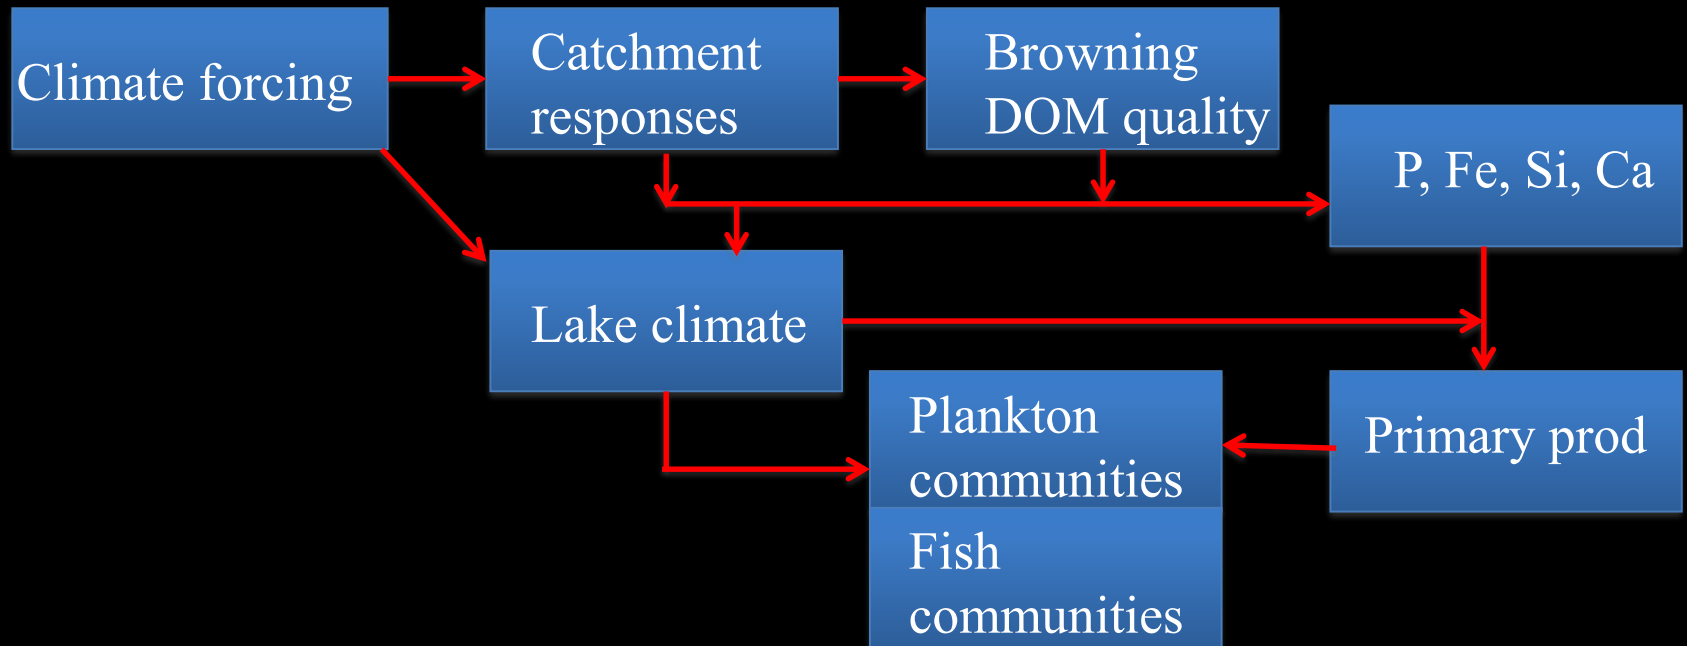 Climate forcing
Catchment
responses
Browning
DOM quality
P, Fe, Si, Ca
Lake climate
Plankton
communities
Primary prod
Fish
communities